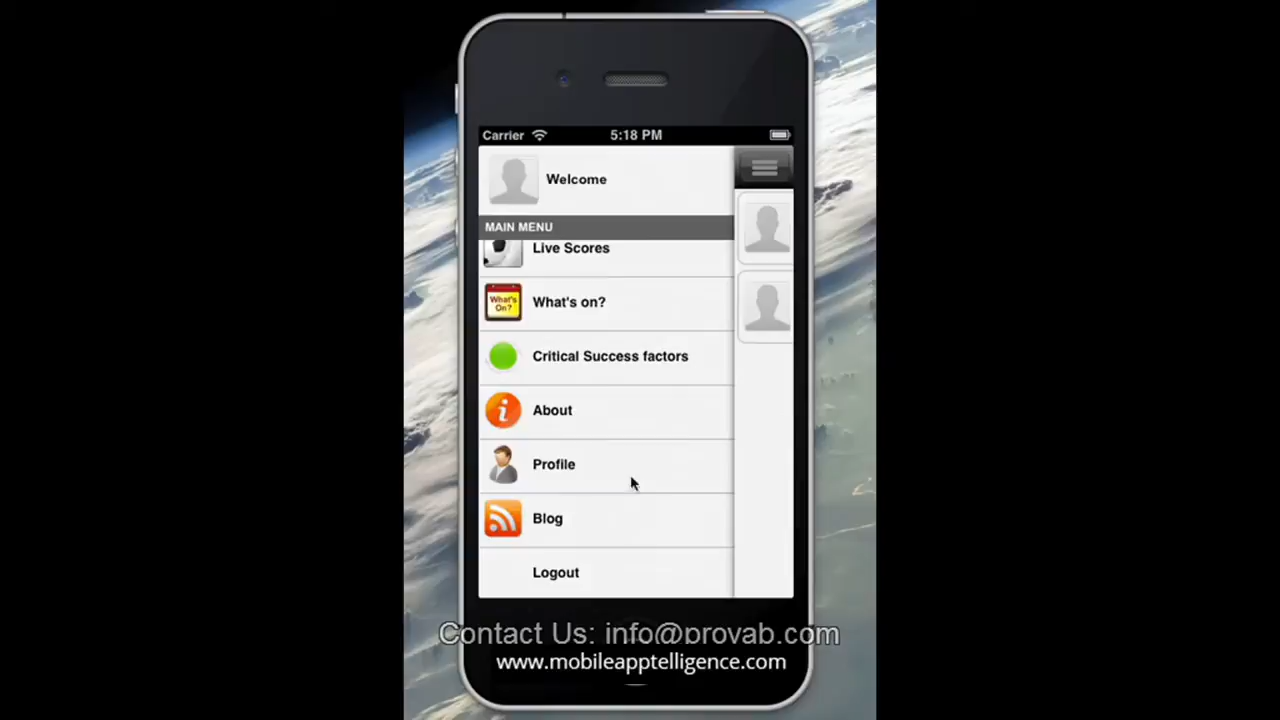 Carrier 5:18 PM
Welcome
MAIN MENU
Live Scores
What's On?
What's on?
Critical Success factors
i
About
Profile
Blog
Logout
Contact Us: info@provab.com
www.mobileapptelligence.com